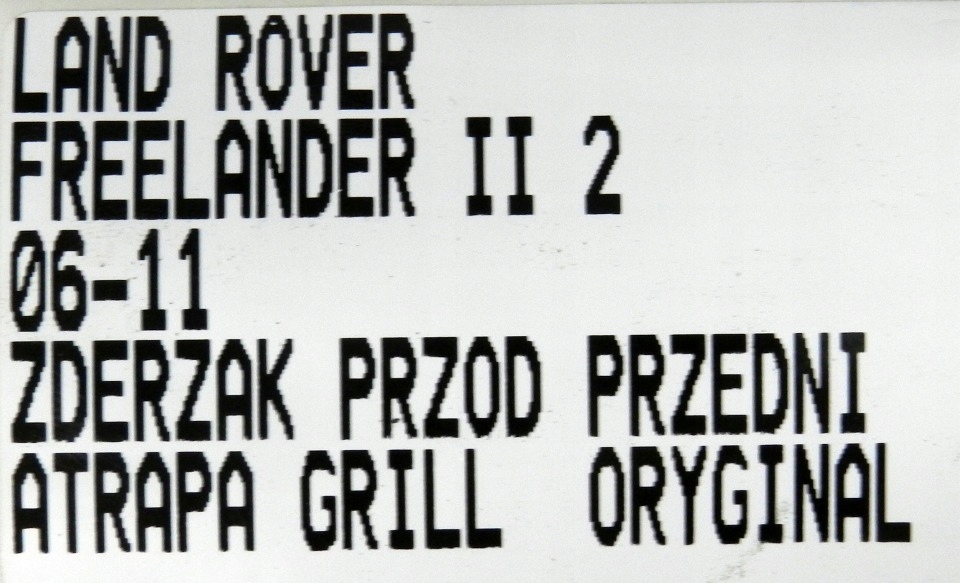 LAND ROVER
FREELANDER II 2
06-11
ZDERZAK PRZOD PRZEDNI
ATRAPA GRILL ORYGINAL